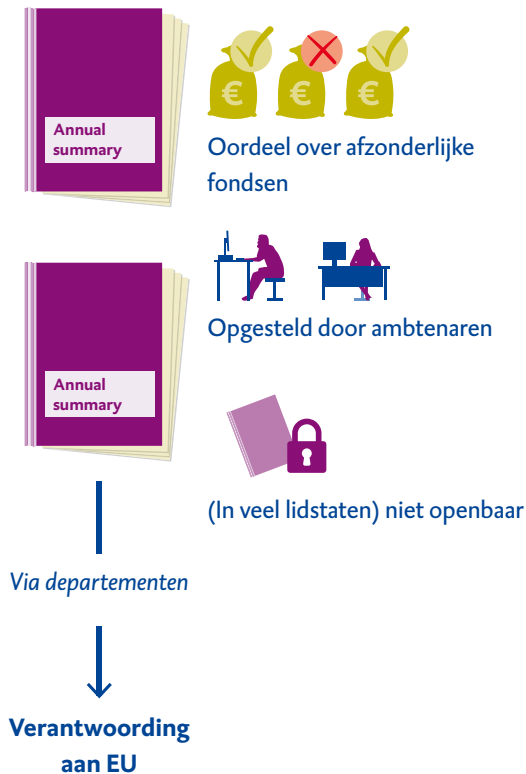 Annual
summary
€ € €
Oordeel over afzonderlijke
fondsen
Opgesteld door ambtenaren
Annual
summary
(In veel lidstaten) niet openbaar
Via departementen
Verantwoording
aan EU